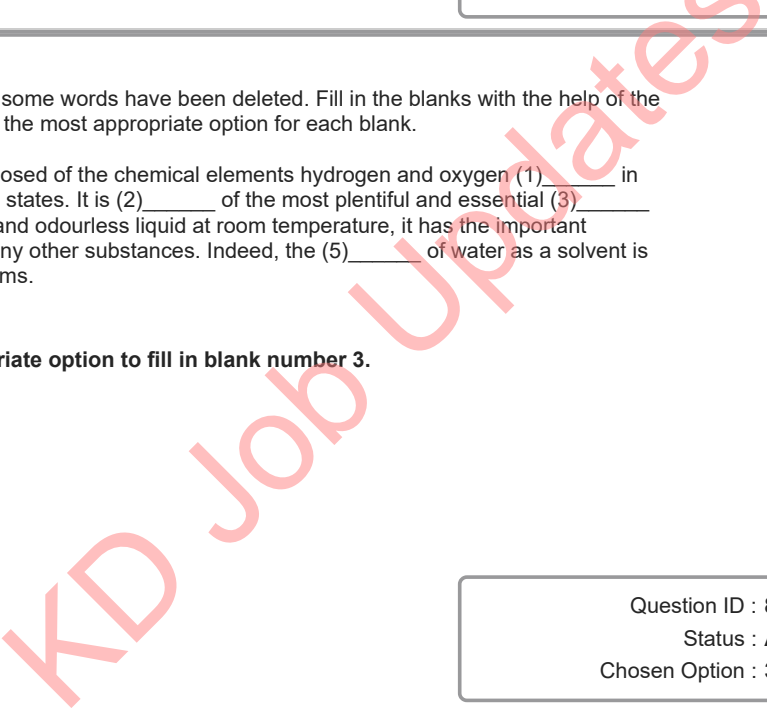 some words have been deleted. Fill in the blanks with the help of the
the most appropriate option for each blank.
osed of the chemical elements hydrogen and oxygen (1)______ in
states. It is (2)______ of the most plentiful and essential (3)______
and odourless liquid at room temperature, it has the important
ny other substances. Indeed, the (5)______ of water as a solvent is
ms.
riate option to fill in blank number 3.
KD Job Updates
Question ID :
Status :
Chosen Option :